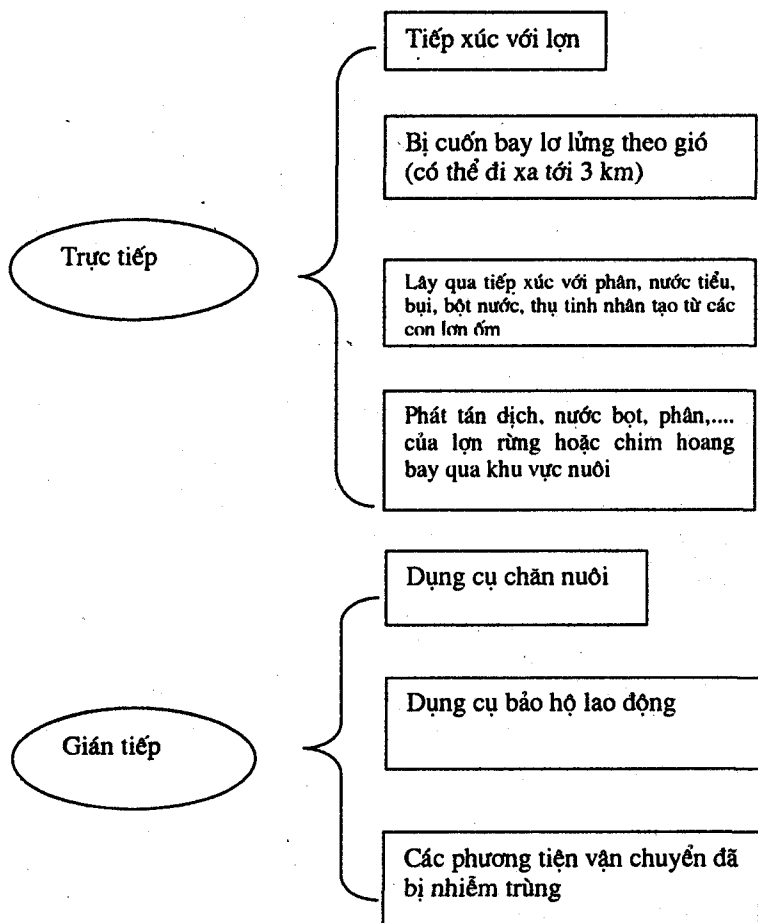 Trực tiếp
Tiếp xúc với lợn
Bị cuốn bay lơ lửng theo gió
(có thể đi xa tới 3 km)
Lây qua tiếp xúc với phân, nước tiểu,
bụi, bột nước, thụ tinh nhân tạo từ các
con lợn ốm
Phát tán dịch, nước bọt, phân,....
của lợn rừng hoặc chim hoang
bay qua khu vực nuôi
Gián tiếp
Dụng cụ chăn nuôi
Dụng cụ bảo hộ lao động
Các phương tiện vận chuyển đã
bị nhiễm trùng